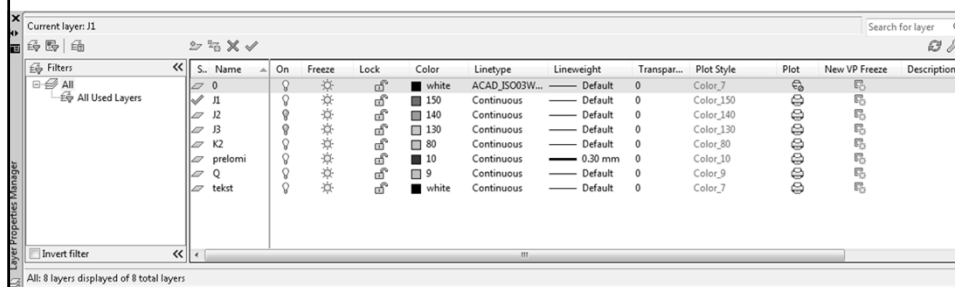 Current layer: J1
Search for layer
Filters
All
All Used Layers
Invert filter
S.. Name On Freeze Lock Color Linetype Lineweight Transpar... Plot Style Plot New VP Freeze Description
0 white ACAD_ISO03W... Default 0 Color_7
J1 150 Continuous Default 0 Color_150
J2 140 Continuous Default 0 Color_140
J3 130 Continuous Default 0 Color_130
K2 80 Continuous Default 0 Color_80
prelomi 10 Continuous 0.30 mm 0 Color_10
Q 9 Continuous Default 0 Color_9
tekst white Continuous Default 0 Color_7
Layer Properties Manager
All: 8 layers displayed of 8 total layers